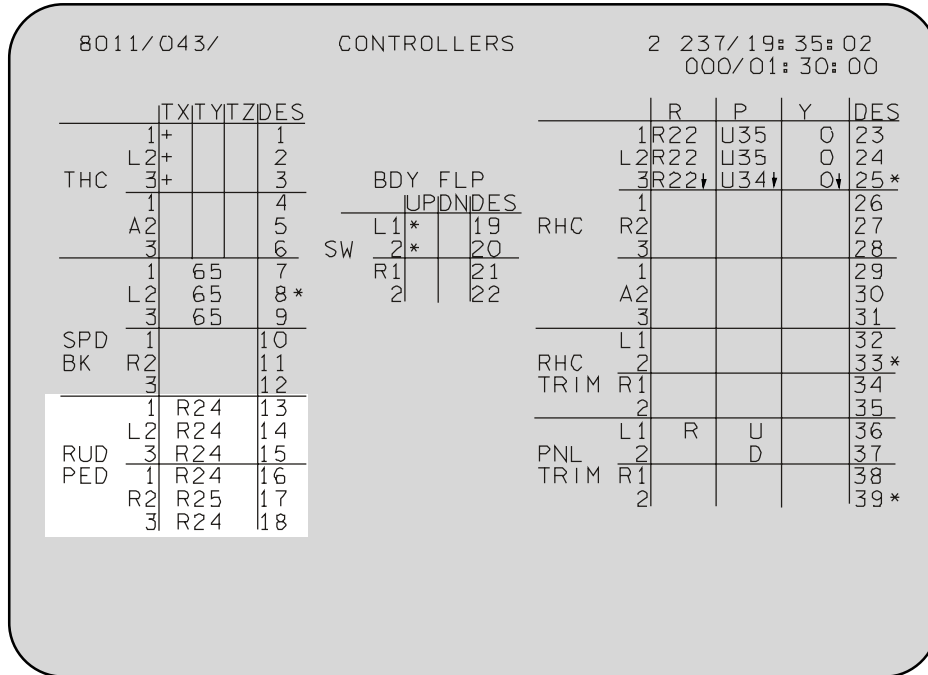 8011/043/ CONTROLLERS 2 237/19:35:02
000/01:30:00
TX TY TZ DES
1 + 1
L2 + 2
THC 3 + 3
1 4
A2 5
3 6
1 65 7
L2 65 8 *
3 65 9
SPD 1 10
BK R2 11
3 12
1 R24 13
L2 R24 14
RUD 3 R24 15
PED 1 R24 16
R2 R25 17
3 R24 18
BDY FLP
UP DN DES
L1 * 19
SW 2 * 20
R1 21
2 22
R P Y DES
1 R22 U35 0 23
L2 R22 U35 0 24
3 R22↓ U34↓ 0↓ 25 *
1 26
RHC R2 27
3 28
1 29
A2 30
3 31
L1 32
RHC 2 33 *
TRIM R1 34
2 35
L1 R U 36
PNL 2 D 37
TRIM R1 38
2 39 *